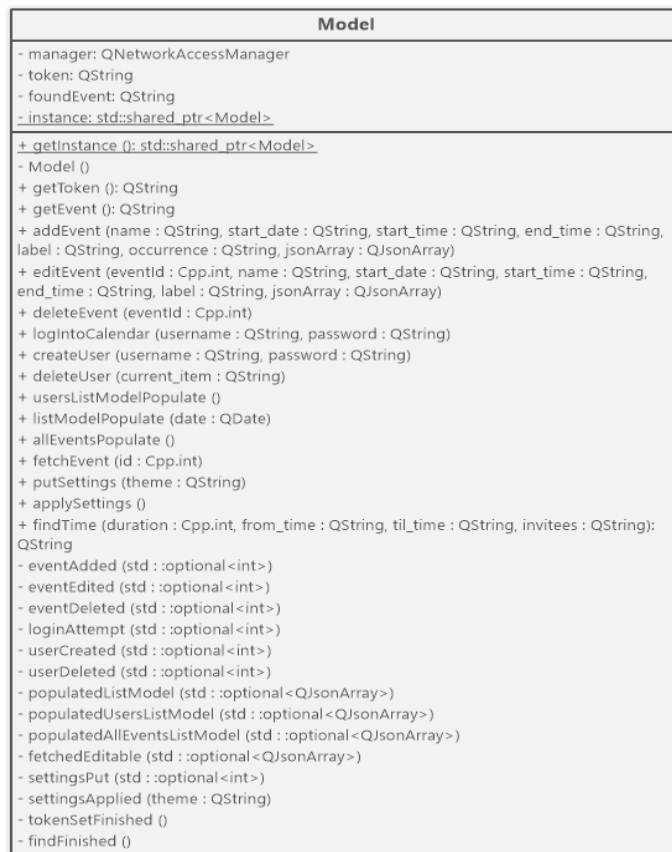 Model
- manager: QNetworkAccessManager
- token: QString
- foundEvent: QString
- instance: std::shared_ptr<Model>
+ getInstance (): std::shared_ptr<Model>
- Model ()
+ getToken (): QString
+ getEvent (): QString
+ addEvent (name : QString, start_date : QString, start_time : QString, end_time : QString,
label : QString, occurrence : QString, jsonArray : QJsonArray)
+ editEvent (eventId : Cpp.int, name : QString, start_date : QString, start_time : QString,
end_time : QString, label : QString, jsonArray : QJsonArray)
+ deleteEvent (eventId : Cpp.int)
+ logIntoCalendar (username : QString, password : QString)
+ createUser (username : QString, password : QString)
+ deleteUser (current_item : QString)
+ usersListModelPopulate ()
+ listModelPopulate (date : QDate)
+ allEventsPopulate ()
+ fetchEvent (id : Cpp.int)
+ putSettings (theme : QString)
+ applySettings ()
+ findTime (duration : Cpp.int, from_time : QString, til_time : QString, invitees : QString):
QString
- eventAdded (std : :optional<int>)
- eventEdited (std : :optional<int>)
- eventDeleted (std : :optional<int>)
- loginAttempt (std : :optional<int>)
- userCreated (std : :optional<int>)
- userDeleted (std : :optional<int>)
- populatedListModel (std : :optional<QJsonArray>)
- populatedUsersListModel (std : :optional<QJsonArray>)
- populatedAllEventsListModel (std : :optional<QJsonArray>)
- fetchedEditable (std : :optional<QJsonArray>)
- settingsPut (std : :optional<int>)
- settingsApplied (theme : QString)
- tokenSetFinished ()
- findFinished ()